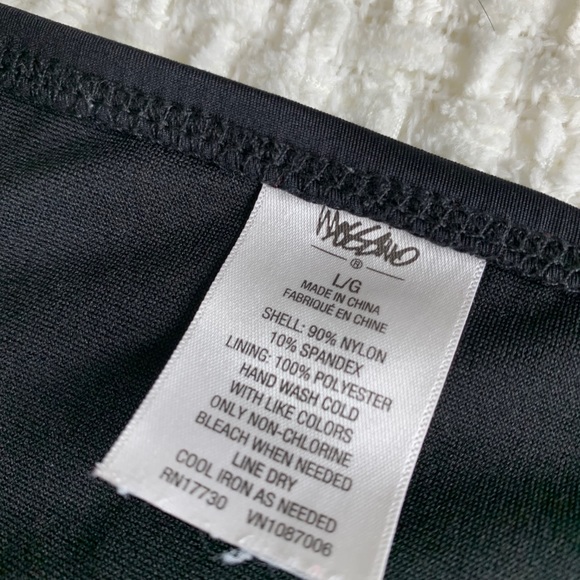 MOSSIMO
®
L/G
MADE IN CHINA
FABRIQUÉ EN CHINE
SHELL: 90% NYLON
10% SPANDEX
LINING: 100% POLYESTER
HAND WASH COLD
WITH LIKE COLORS
ONLY NON-CHLORINE
BLEACH WHEN NEEDED
LINE DRY
COOL IRON AS NEEDED
RN17730 VN1087006